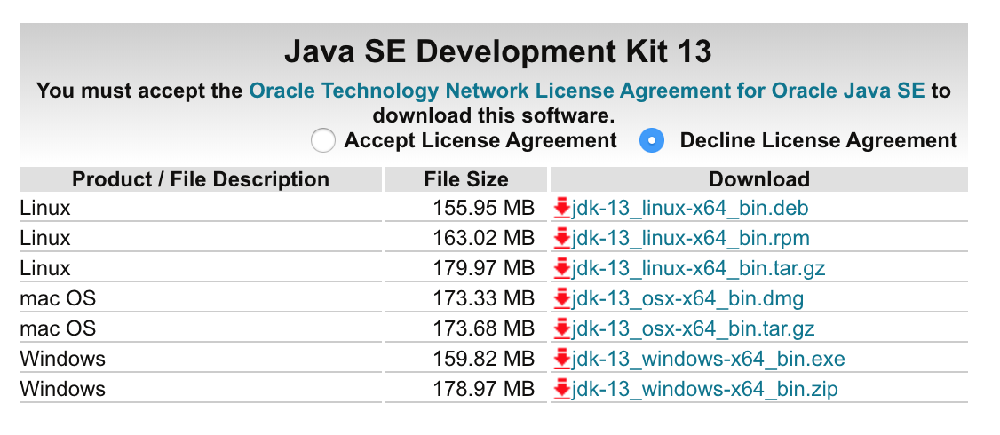 Java SE Development Kit 13
You must accept the Oracle Technology Network License Agreement for Oracle Java SE to
download this software.
Accept License Agreement Decline License Agreement
Product / File Description File Size Download
Linux 155.95 MB jdk-13_linux-x64_bin.deb
Linux 163.02 MB jdk-13_linux-x64_bin.rpm
Linux 179.97 MB jdk-13_linux-x64_bin.tar.gz
mac OS 173.33 MB jdk-13_osx-x64_bin.dmg
mac OS 173.68 MB jdk-13_osx-x64_bin.tar.gz
Windows 159.82 MB jdk-13_windows-x64_bin.exe
Windows 178.97 MB jdk-13_windows-x64_bin.zip